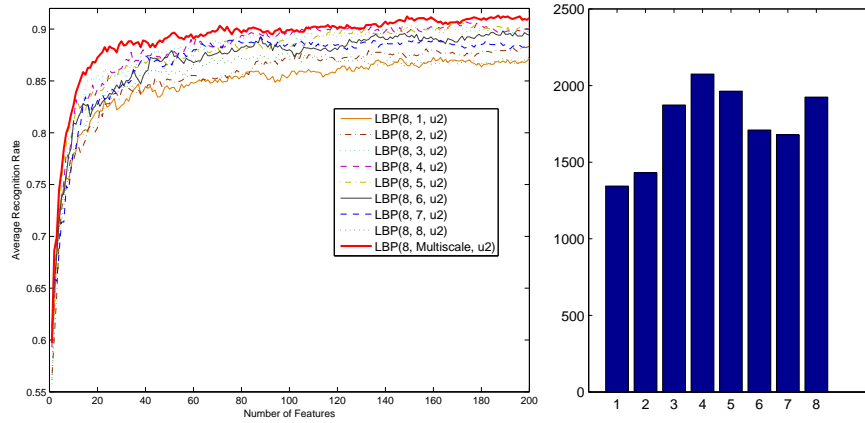 0.9
0.85
0.8
0.75
0.7
0.65
0.6
0.55
Average Recognition Rate
0 20 40 60 80 100 120 140 160 180 200
Number of Features
LBP(8, 1, u2)
LBP(8, 2, u2)
LBP(8, 3, u2)
LBP(8, 4, u2)
LBP(8, 5, u2)
LBP(8, 6, u2)
LBP(8, 7, u2)
LBP(8, 8, u2)
LBP(8, Multiscale, u2)
2500
2000
1500
1000
500
0
1 2 3 4 5 6 7 8